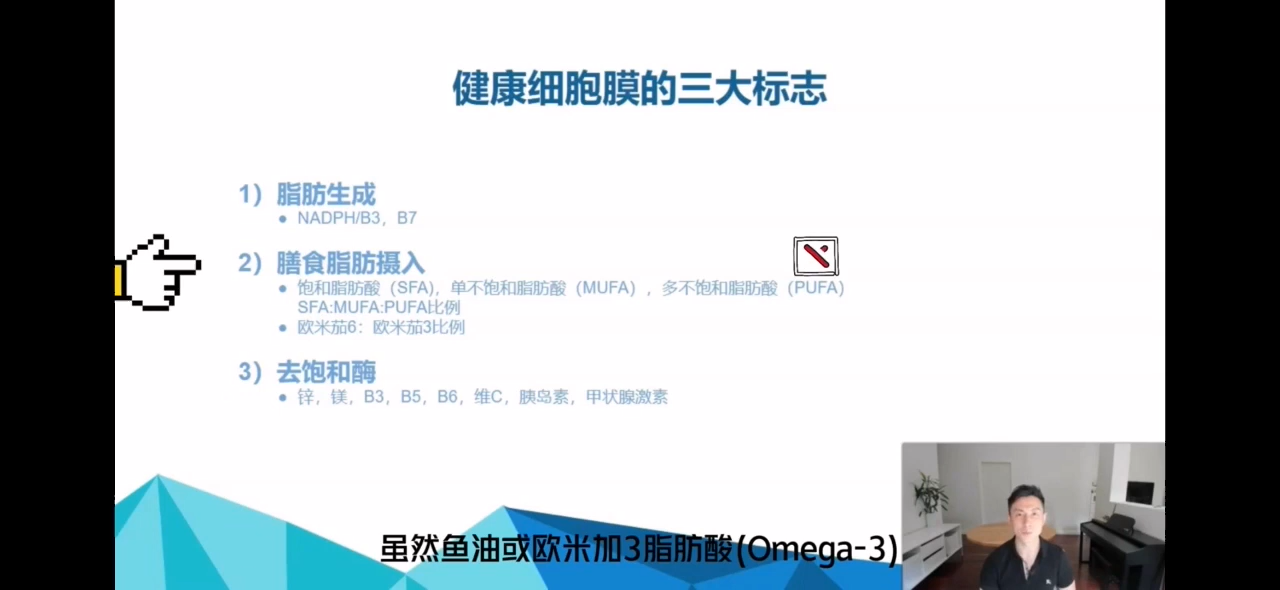 健康细胞膜的三大标志
1）脂肪生成
● NADPH/B3，B7
2）膳食脂肪摄入
● 饱和脂肪酸（SFA)，单不饱和脂肪酸（MUFA），多不饱和脂肪酸（PUFA）
SFA:MUFA:PUFA比例
● 欧米茄6：欧米茄3比例
3）去饱和酶
● 锌，镁，B3，B5，B6，维C，胰岛素，甲状腺激素
虽然鱼油或欧米加3脂肪酸(Omega-3)